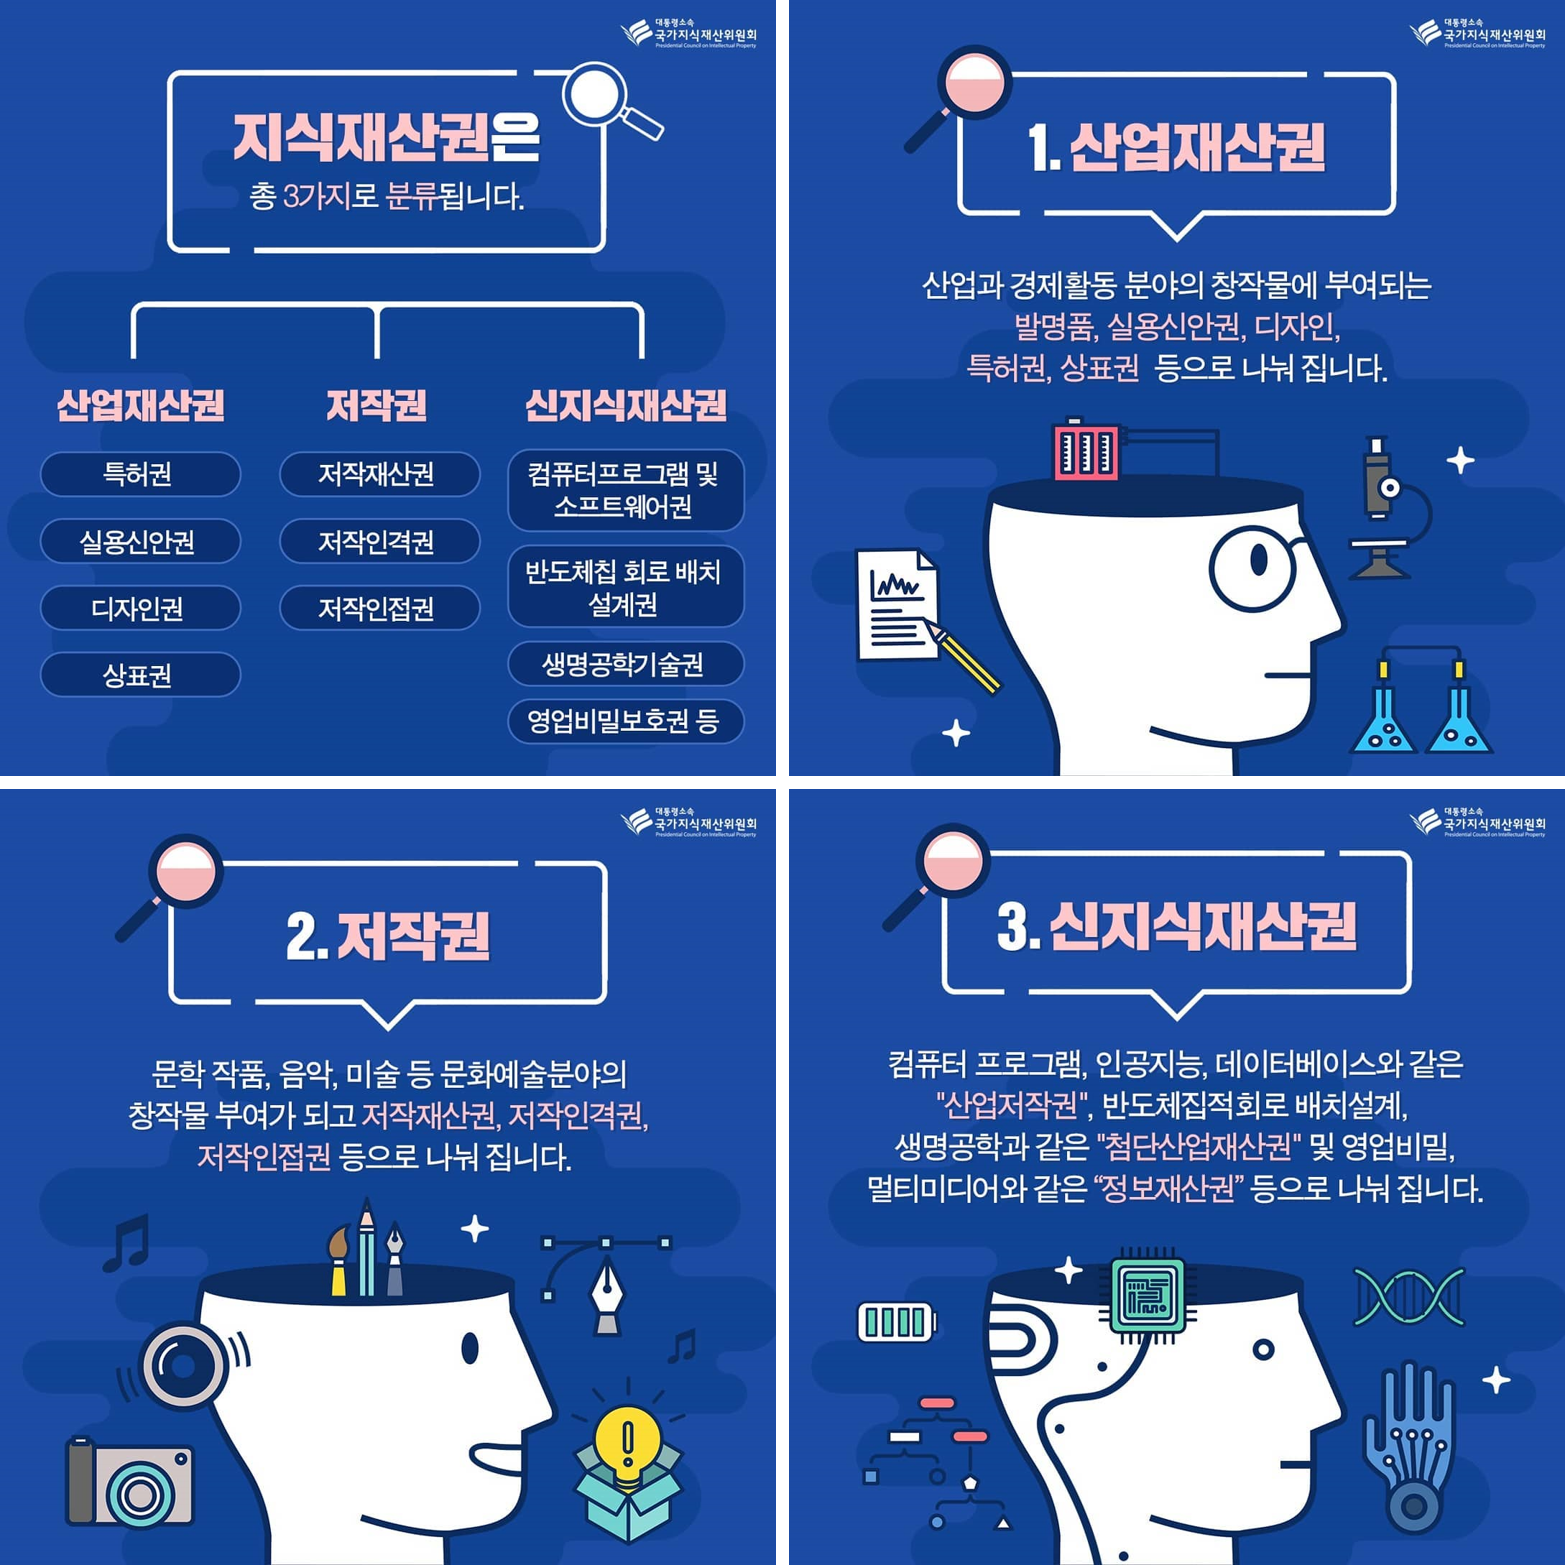 대통령소속
국가지식재산위원회
Presidential Council on Intellectual Property
지식재산권은
총 3가지로 분류됩니다.
산업재산권
특허권
실용신안권
디자인권
상표권
저작권
저작재산권
저작인격권
저작인접권
신지식재산권
컴퓨터프로그램 및
소프트웨어권
반도체칩 회로 배치
설계권
생명공학기술권
영업비밀보호권 등
대통령소속
국가지식재산위원회
Presidential Council on Intellectual Property
1. 산업재산권
산업과 경제활동 분야의 창작물에 부여되는
발명품, 실용신안권, 디자인,
특허권, 상표권 등으로 나눠 집니다.
대통령소속
국가지식재산위원회
Presidential Council on Intellectual Property
2. 저작권
문학 작품, 음악, 미술 등 문화예술분야의
창작물 부여가 되고 저작재산권, 저작인격권,
저작인접권 등으로 나눠 집니다.
대통령소속
국가지식재산위원회
Presidential Council on Intellectual Property
3. 신지식재산권
컴퓨터 프로그램, 인공지능, 데이터베이스와 같은
"산업저작권", 반도체집적회로 배치설계,
생명공학과 같은 "첨단산업재산권" 및 영업비밀,
멀티미디어와 같은 “정보재산권” 등으로 나눠 집니다.